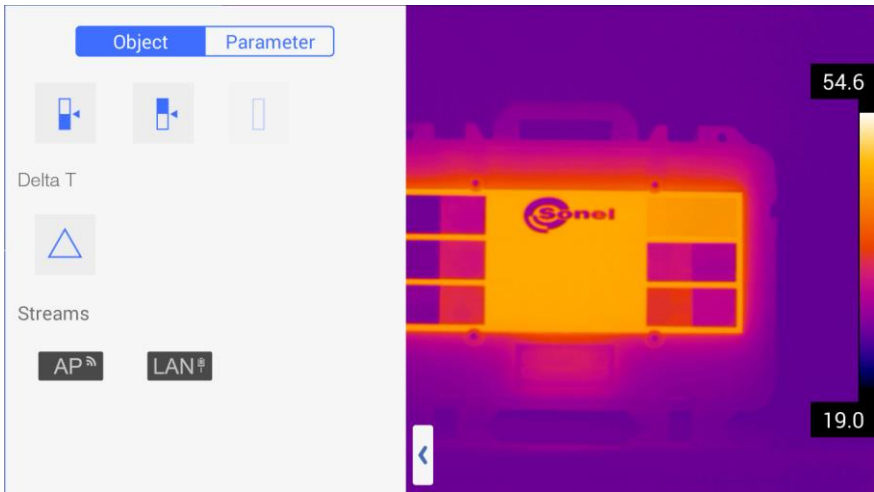 Object Parameter
Delta T
Streams
AP LAN
54.6
Sonel
19.0